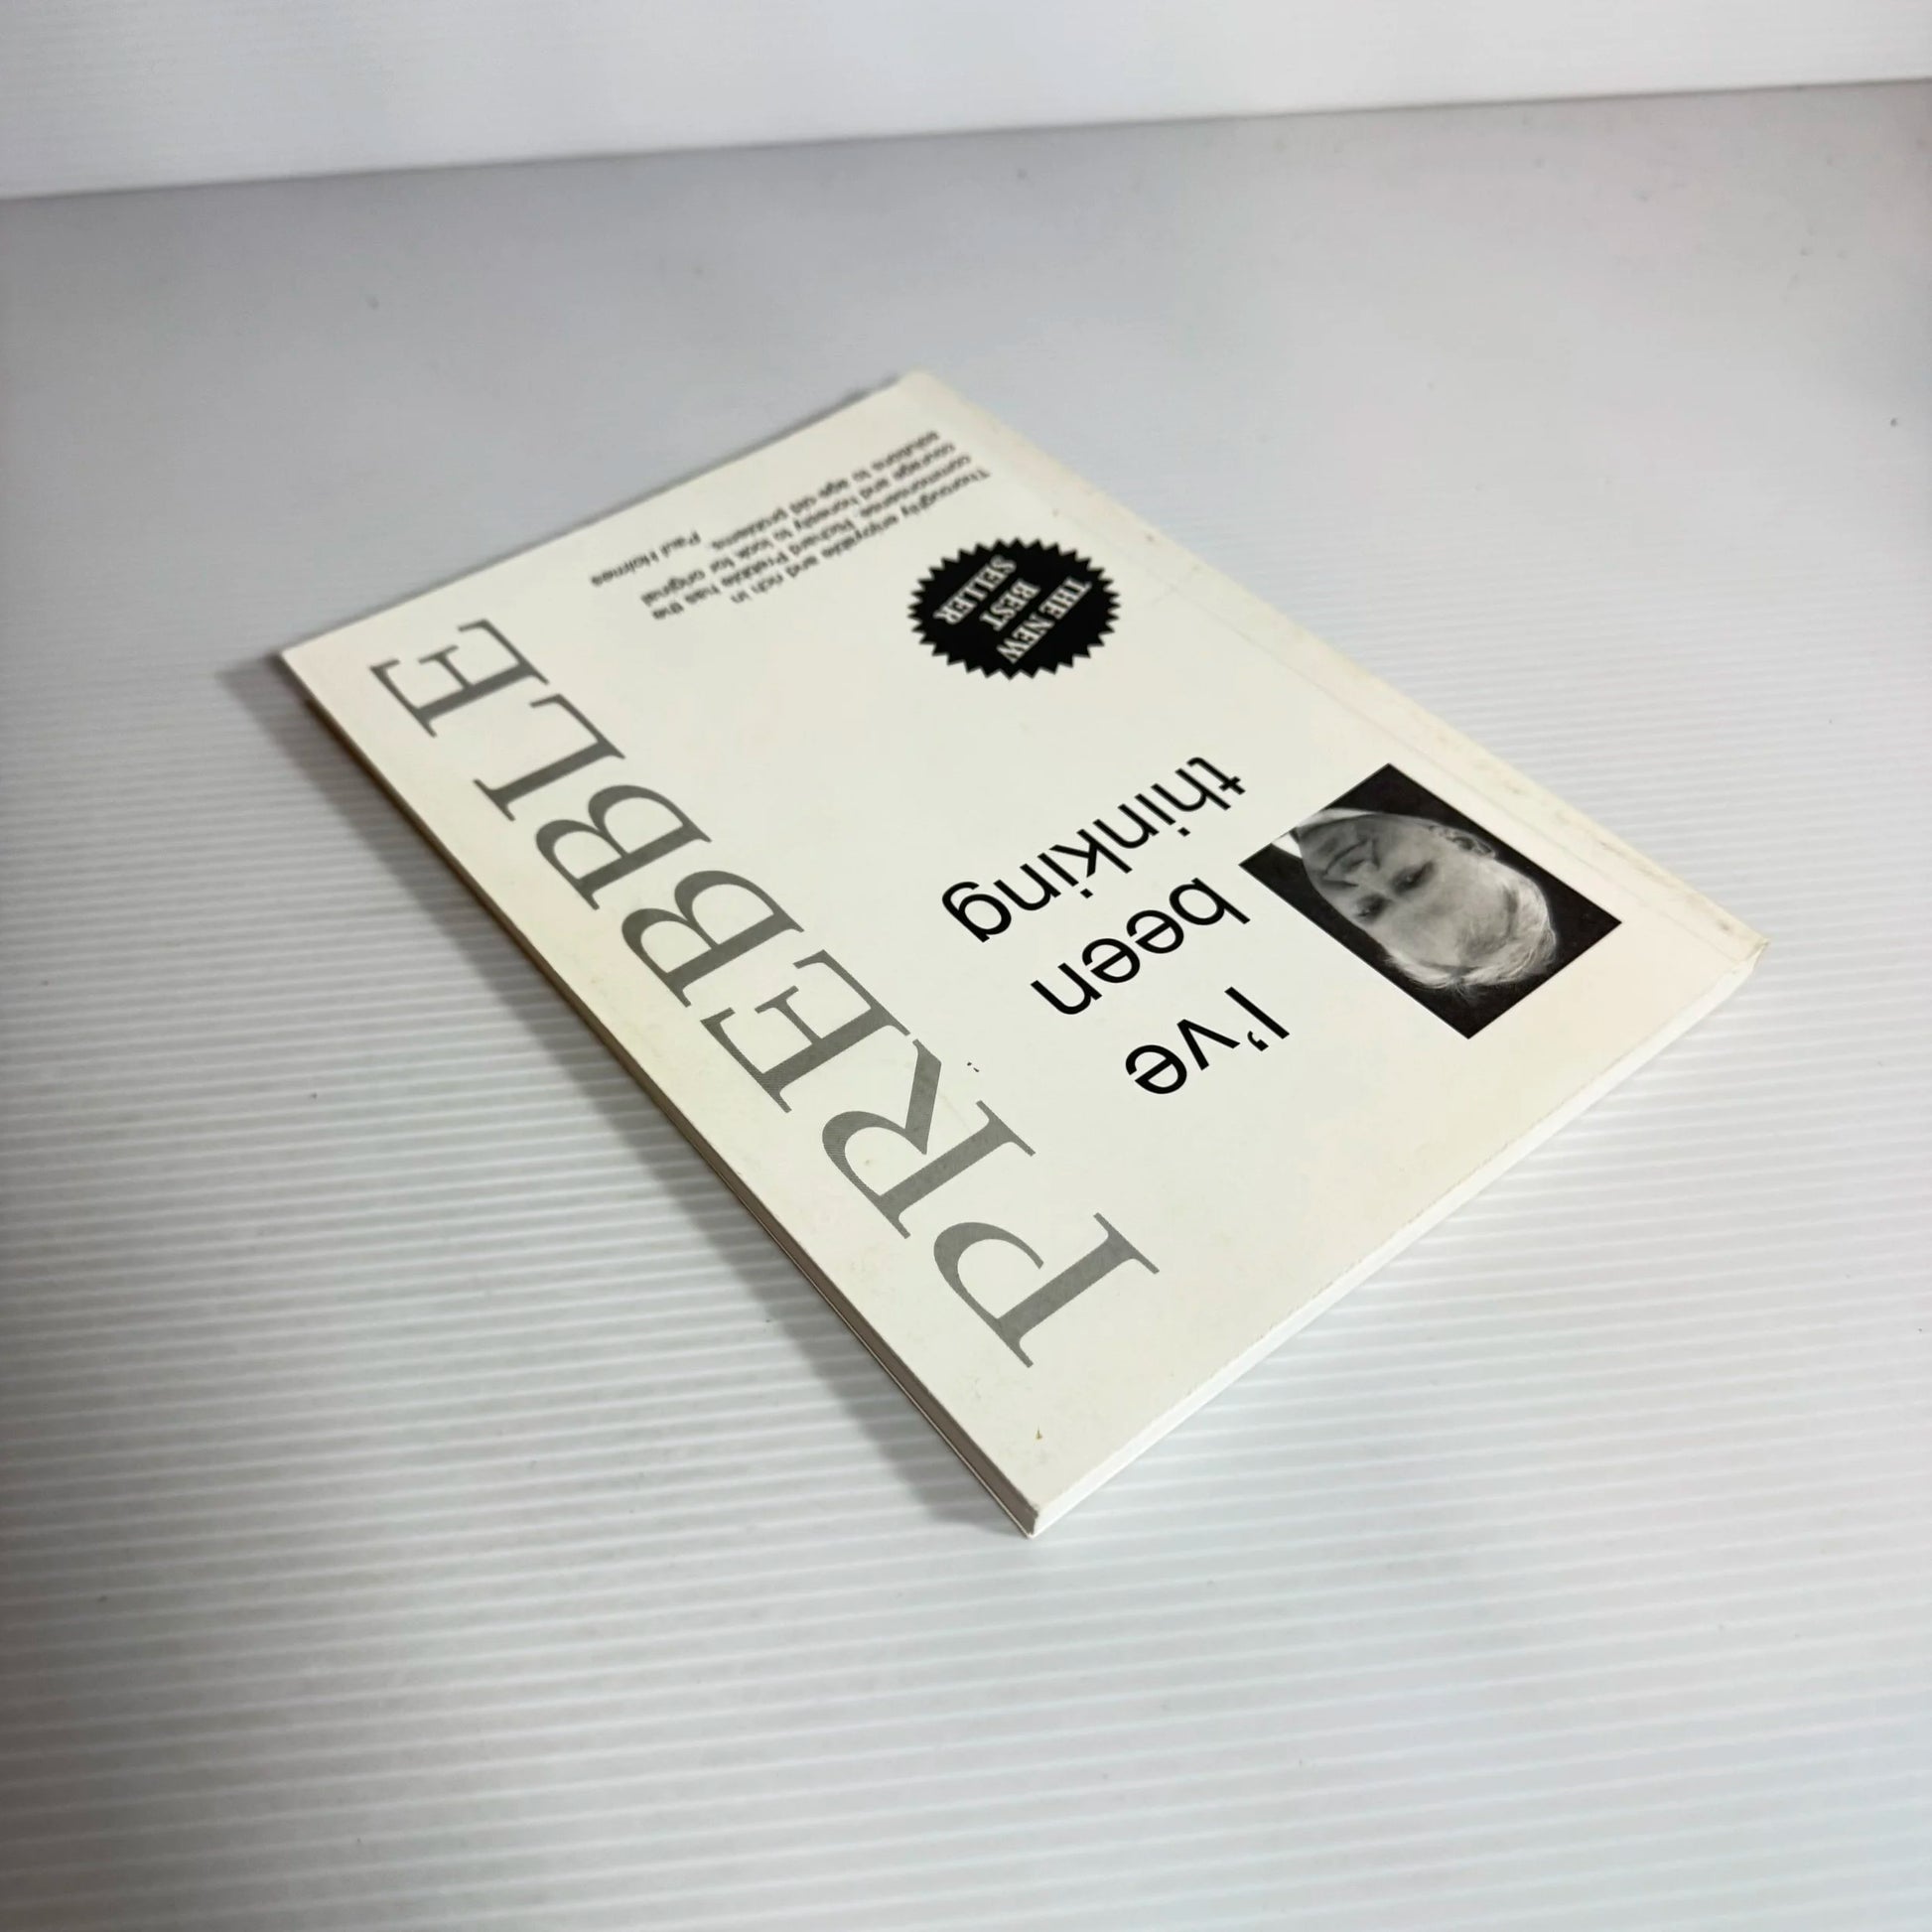 PREBBLE
I've
been
thinking
THE NEW
BEST
SELLER
Thoroughly enjoyable and rich in
commonsense. Richard Prebble has the
courage and honesty to look for original
solutions to age-old problems.
Paul Holmes